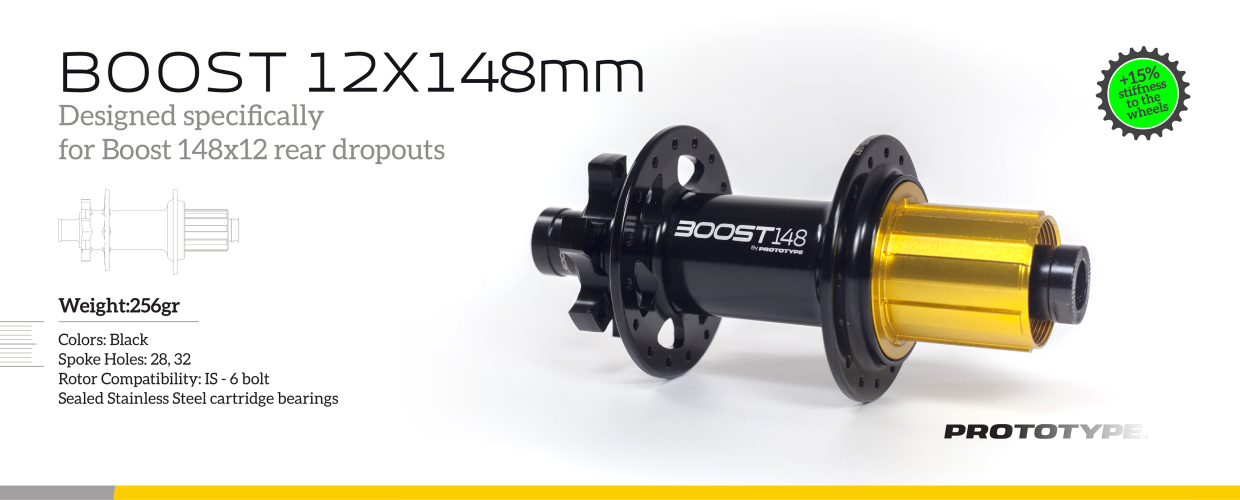 BOOST 12X148mm
Designed specifically
for Boost 148x12 rear dropouts
+15%
stiffness
to the
wheels
BOOST148
By PROTOTYPE
Weight:256gr
Colors: Black
Spoke Holes: 28, 32
Rotor Compatibility: IS - 6 bolt
Sealed Stainless Steel cartridge bearings
PROTOTYPE